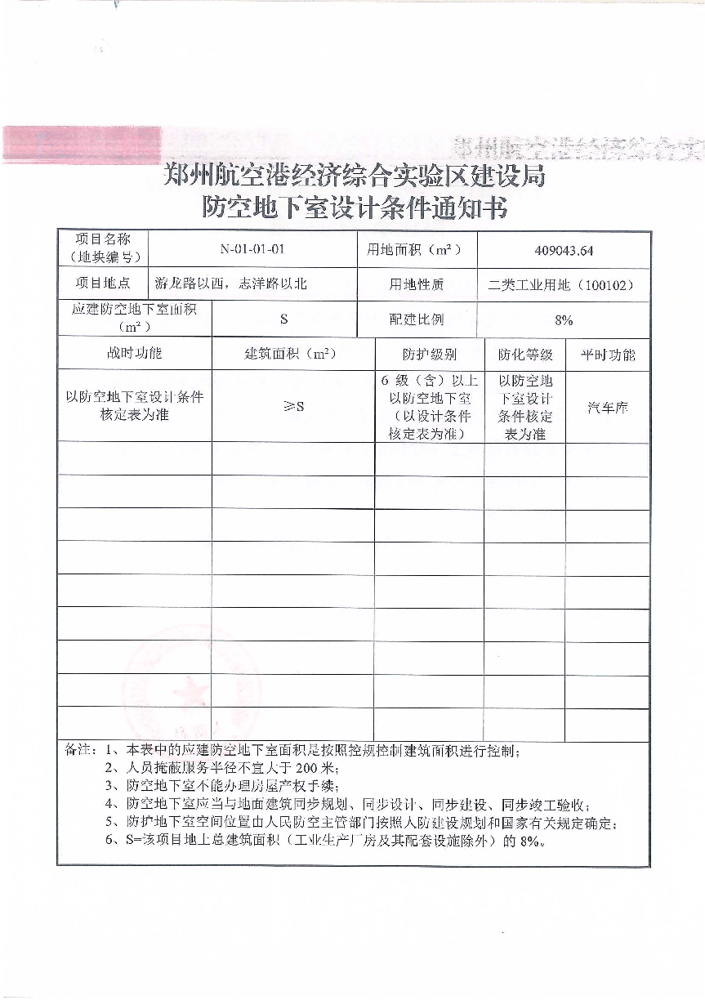 郑州航空港经济综合实
郑州航空港经济综合实验区建设局
防空地下室设计条件通知书
项目名称
（地块编号）
N-01-01-01
用地面积（m²）
409043.64
项目地点
游龙路以西，志洋路以北
用地性质
二类工业用地（100102）
应建防空地下室面积
（m²）
S
配建比例
8%
战时功能
建筑面积（m²）
防护级别
防化等级
平时功能
以防空地下室设计条件
核定表为准
≥S
6 级（含）以上
以防空地下室
（以设计条件
核定表为准）
以防空地
下室设计
条件核定
表为准
汽车库
备注：1、本表中的应建防空地下室面积是按照控规控制建筑面积进行控制；
2、人员掩蔽服务半径不宜大于 200 米；
3、防空地下室不能办理房屋产权手续；
4、防空地下室应当与地面建筑同步规划、同步设计、同步建设、同步竣工验收；
5、防护地下室空间位置由人民防空主管部门按照人防建设规划和国家有关规定确定；
6、S=该项目地上总建筑面积（工业生产厂房及其配套设施除外）的 8%。